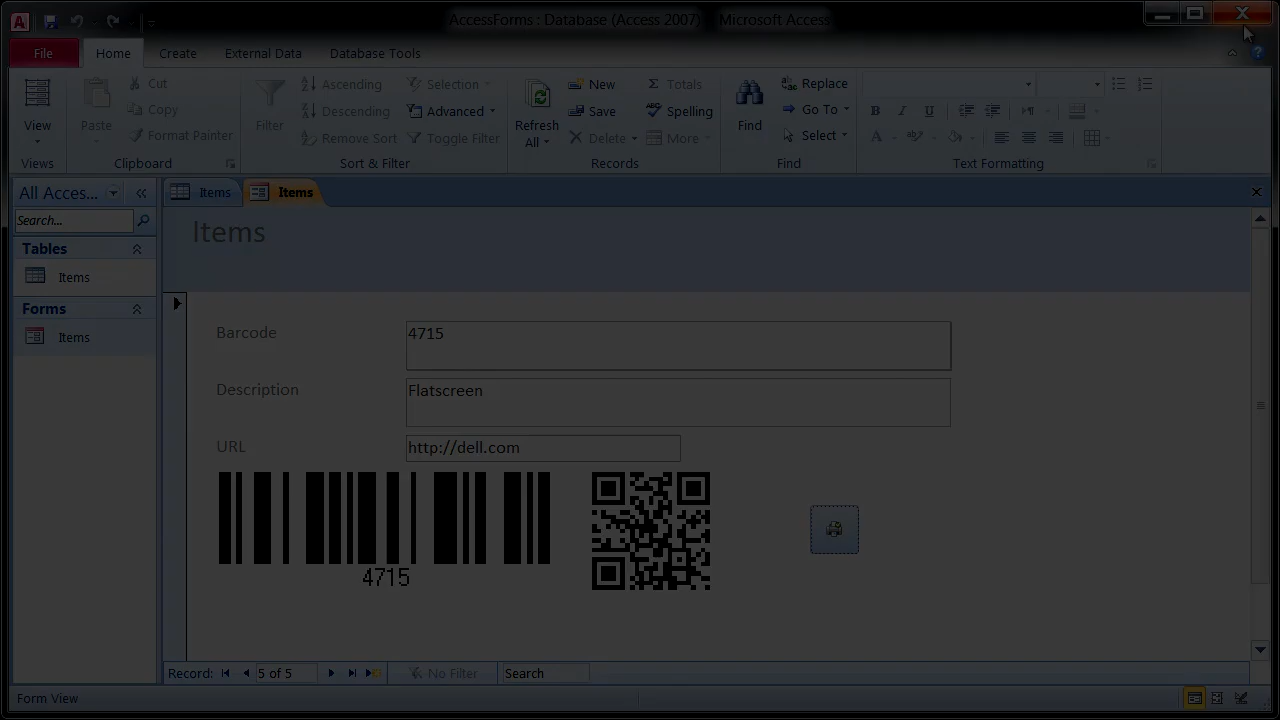 AccessForms : Database (Access 2007) Microsoft Access
File Home Create External Data Database Tools
View Paste Cut Copy Format Painter
Filter Ascending Descending Remove Sort Selection Advanced Toggle Filter
Refresh All New Save Delete Totals Spelling More
Find Replace Go To Select
Views Clipboard Sort & Filter Records Find Text Formatting
All Acces...
Search...
Tables
Items
Forms
Items
Items Items
Items
Barcode 4715
Description Flatscreen
URL http://dell.com
4715
Record: 5 of 5 No Filter Search
Form View